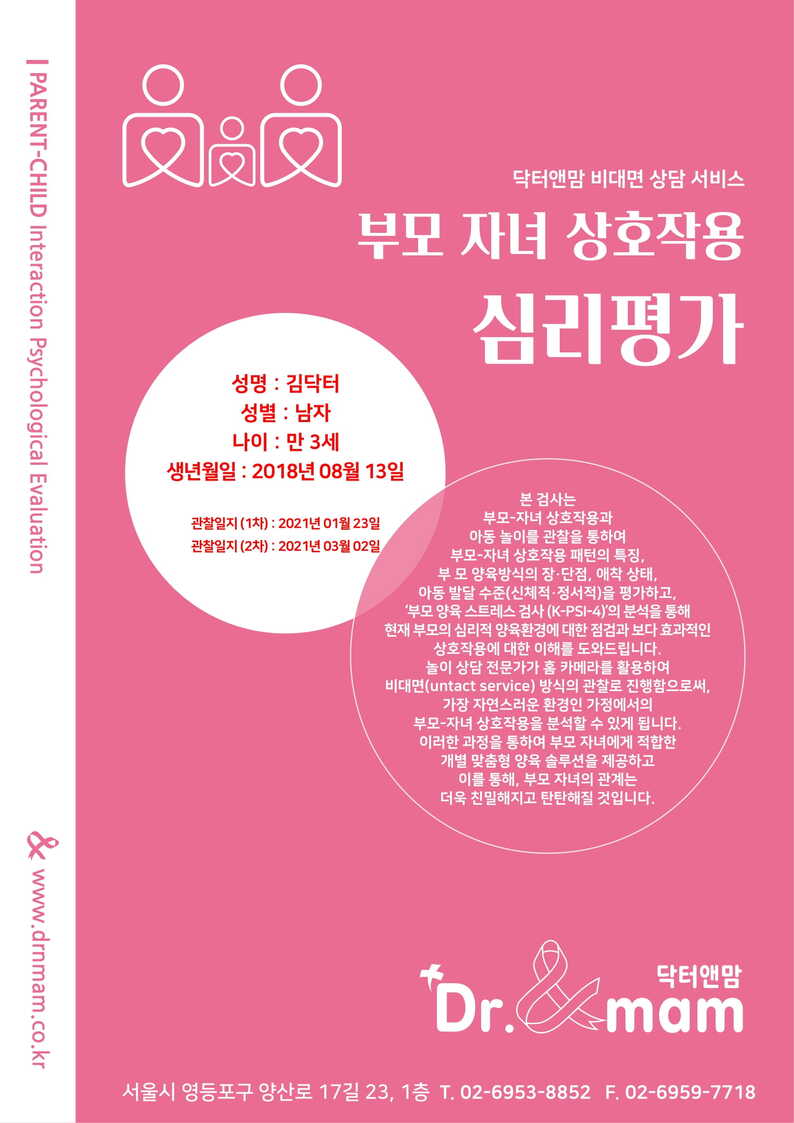 PARENT-CHILD Interaction Psychological Evaluation
www.drnmam.co.kr
닥터앤맘 비대면 상담 서비스
부모 자녀 상호작용
심리평가
성명 : 김닥터
성별 : 남자
나이 : 만 3세
생년월일 : 2018년 08월 13일
관찰일지 (1차) : 2021년 01월 23일
관찰일지 (2차) : 2021년 03월 02일
본 검사는
부모-자녀 상호작용과
아동 놀이를 관찰을 통하여
부모-자녀 상호작용 패턴의 특징,
부 모 양육방식의 장·단점, 애착 상태,
아동 발달 수준(신체적·정서적)을 평가하고,
‘부모 양육 스트레스 검사 (K-PSI-4)’의 분석을 통해
현재 부모의 심리적 양육환경에 대한 점검과 보다 효과적인
상호작용에 대한 이해를 도와드립니다.
놀이 상담 전문가가 홈 카메라를 활용하여
비대면(untact service) 방식의 관찰로 진행함으로써,
가장 자연스러운 환경인 가정에서의
부모-자녀 상호작용을 분석할 수 있게 됩니다.
이러한 과정을 통하여 부모 자녀에게 적합한
개별 맞춤형 양육 솔루션을 제공하고
이를 통해, 부모 자녀의 관계는
더욱 친밀해지고 탄탄해질 것입니다.
닥터앤맘
Dr.&mam
서울시 영등포구 양산로 17길 23, 1층 T. 02-6953-8852 F. 02-6959-7718